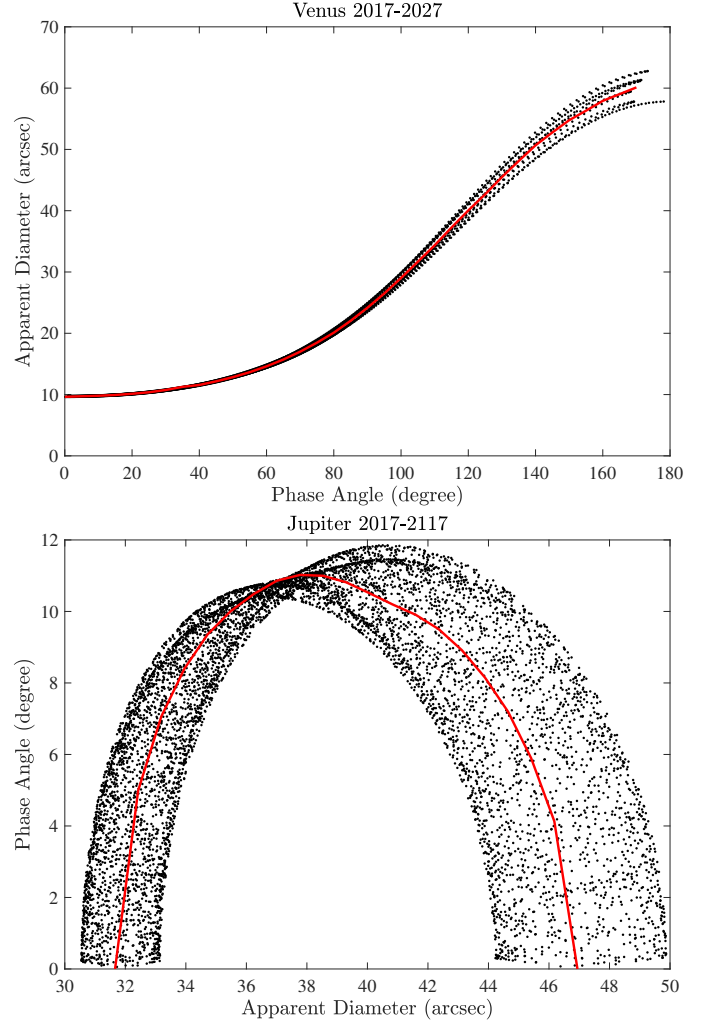 Venus 2017-2027
70
60
50
40
30
20
10
0
Apparent Diameter (arcsec)
0 20 40 60 80 100 120 140 160 180
Phase Angle (degree)
Jupiter 2017-2117
12
10
8
6
4
2
0
Phase Angle (degree)
30 32 34 36 38 40 42 44 46 48 50
Apparent Diameter (arcsec)